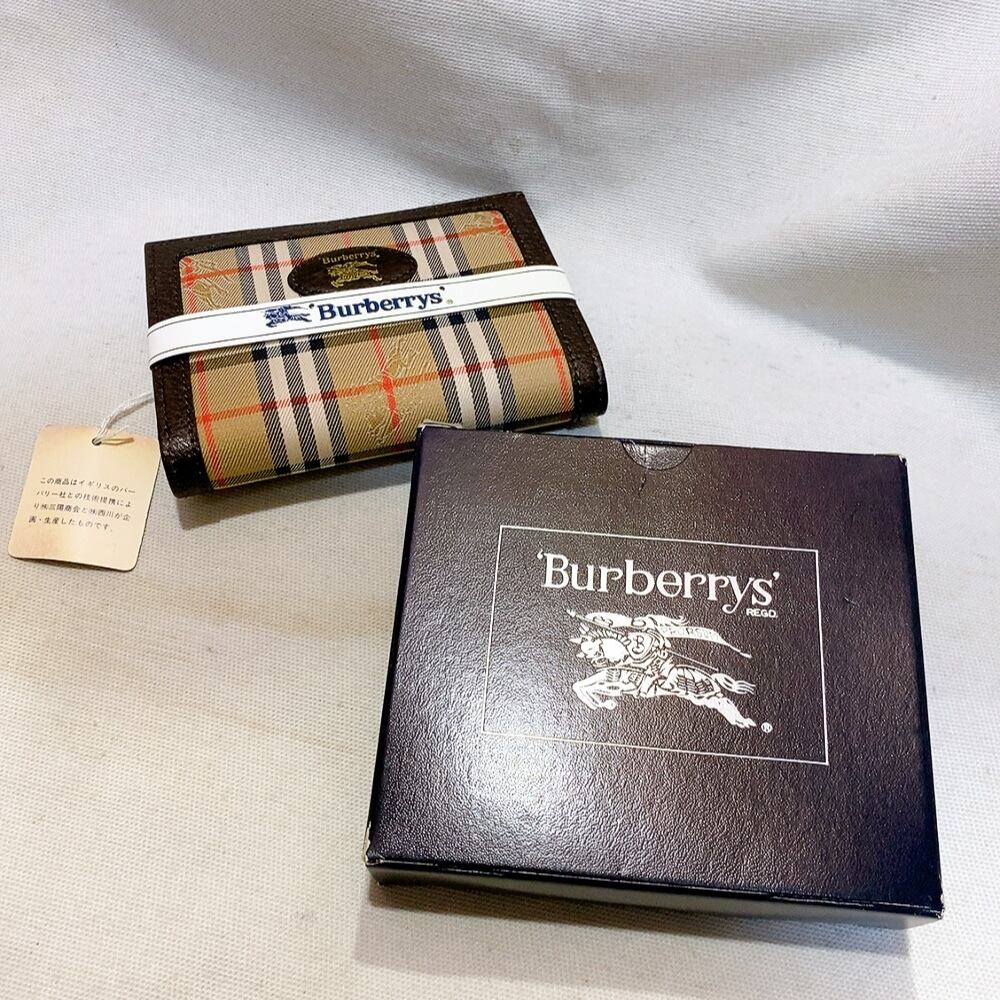 'Burberrys'
'Burberrys'
この商品はイギリスのバー
バリー社との技術提携によ
り㈱三陽商会と㈱西川が企
画・生産したものです。
'Burberrys'
REGD.
®